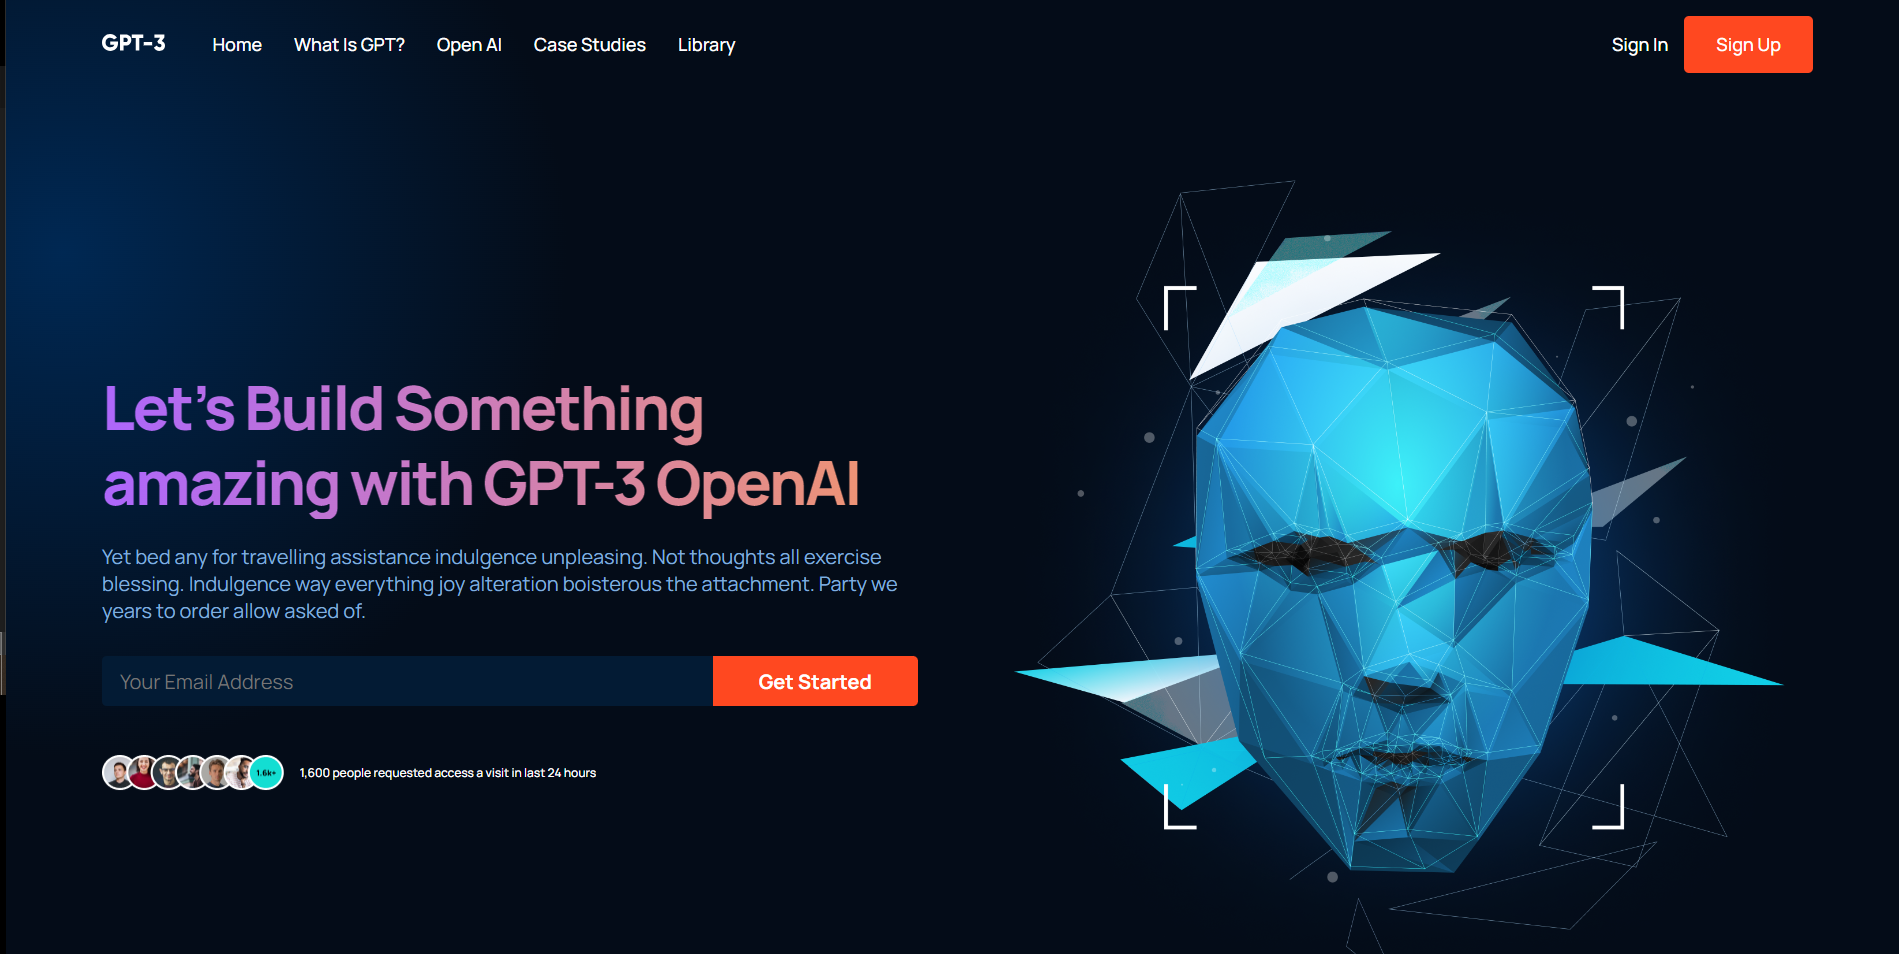 GPT-3
Home
What Is GPT?
Open AI
Case Studies
Library
Sign In
Sign Up
Let’s Build Something
amazing with GPT-3 OpenAI
Yet bed any for travelling assistance indulgence unpleasing. Not thoughts all exercise
blessing. Indulgence way everything joy alteration boisterous the attachment. Party we
years to order allow asked of.
Your Email Address
Get Started
1.6k+
1,600 people requested access a visit in last 24 hours